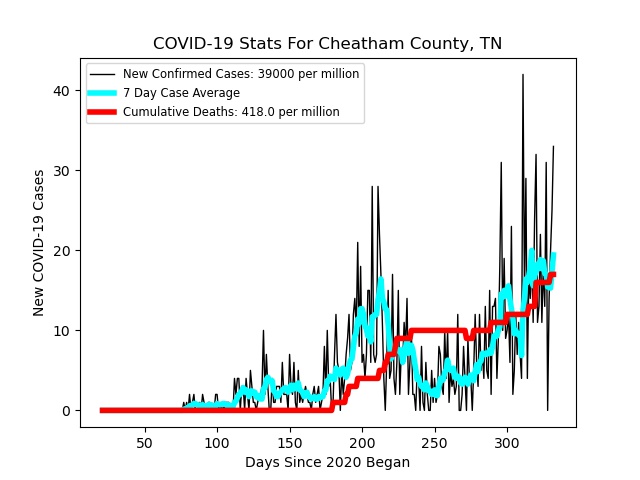 COVID-19 Stats For Cheatham County, TN
New Confirmed Cases: 39000 per million
7 Day Case Average
Cumulative Deaths: 418.0 per million
40
30
20
10
0
New COVID-19 Cases
50 100 150 200 250 300
Days Since 2020 Began